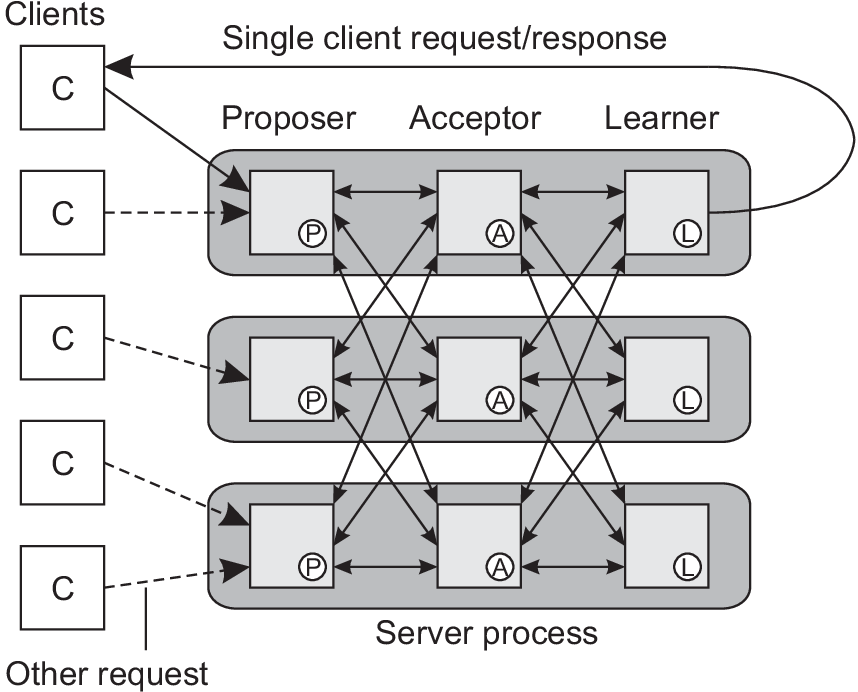 Clients
Single client request/response
C
Proposer Acceptor Learner
C
P A L
C
P A L
C
C
P A L
Server process
Other request